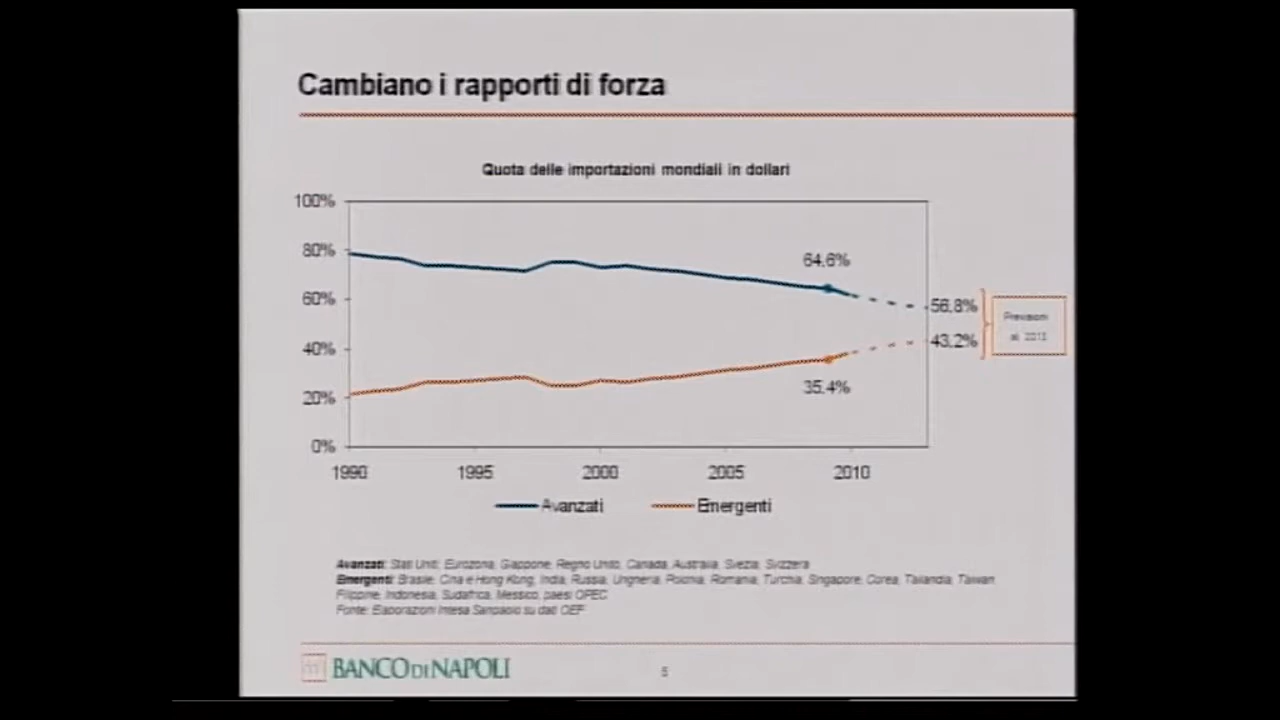 Cambiano i rapporti di forza
Quota delle importazioni mondiali in dollari
100%
80%
60%
40%
20%
0%
64,6%
35,4%
56,8%
43,2%
Previsioni
al 2013
1990 1995 2000 2005 2010
Avanzati Emergenti
Avanzati: Stati Uniti, Eurozona, Giappone, Regno Unito, Canada, Australia, Svezia, Svizzera
Emergenti: Brasile, Cina e Hong Kong, India, Russia, Ungheria, Polonia, Romania, Turchia, Singapore, Corea, Tailandia, Taiwan,
Filippine, Indonesia, Sudafrica, Messico, paesi OPEC
Fonte: Elaborazioni Intesa Sanpaolo su dati OEF
BANCO DI NAPOLI
5